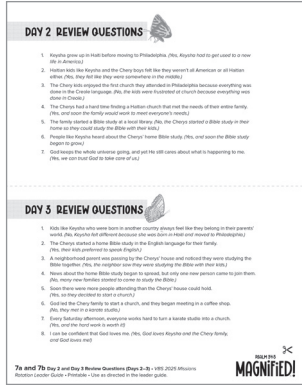 DAY 2 REVIEW QUESTIONS
1. Keysha grew up in Haiti before moving to Philadelphia. (Yes, Keysha had to get used to a new
life in America.)
2. Haitian kids like Keysha and the Chery boys felt like they weren't all American or all Haitian
either. (Yes, they felt like they were somewhere in the middle.)
3. The Chery kids enjoyed the first church they attended in Philadelphia because everything was
done in the Creole language. (No, the kids were frustrated at church because everything was
done in Creole.)
4. The Cherys had a hard time finding a Haitian church that met the needs of their entire family.
(Yes, and soon the family would work to meet everyone's needs.)
5. The family started a Bible study at a local library. (No, the Cherys started a Bible study in their
home so they could study the Bible with their kids.)
6. People like Keysha heard about the Cherys' home Bible study. (Yes, and soon the Bible study
began to grow.)
7. God keeps the whole universe going, and yet He still cares about what is happening to me.
(Yes, we can trust God to take care of us.)
DAY 3 REVIEW QUESTIONS
1. Kids like Keysha who were born in another country always feel like they belong in their parents'
world. (No, Keysha felt different because she was born in Haiti and moved to Philadelphia.)
2. The Cherys started a home Bible study in the English language for their family.
(Yes, their kids preferred to speak English.)
3. A neighborhood parent was passing by the Cherys' house and noticed they were studying the
Bible together. (Yes, the neighbor saw they were studying the Bible with their kids.)
4. News about the home Bible study began to spread, but only one new person came to join them.
(No, many new families started to come to study the Bible.)
5. Soon there were more people attending than the Cherys' house could hold.
(Yes, so they decided to start a church.)
6. God led the Chery family to start a church, and they began meeting in a coffee shop.
(No, they met in a karate studio.)
7. Every Saturday afternoon, everyone works hard to turn a karate studio into a church.
(Yes, and the hard work is worth it!)
8. I can be confident that God loves me. (Yes, God loves Keysha and the Chery family,
and God loves me!)
7a and 7b Day 2 and Day 3 Review Questions (Days 2–3) • VBS 2025 Missions
Rotation Leader Guide • Printable • Use as directed in the leader guide.
PSALM 34:3
MAGNIFIED!